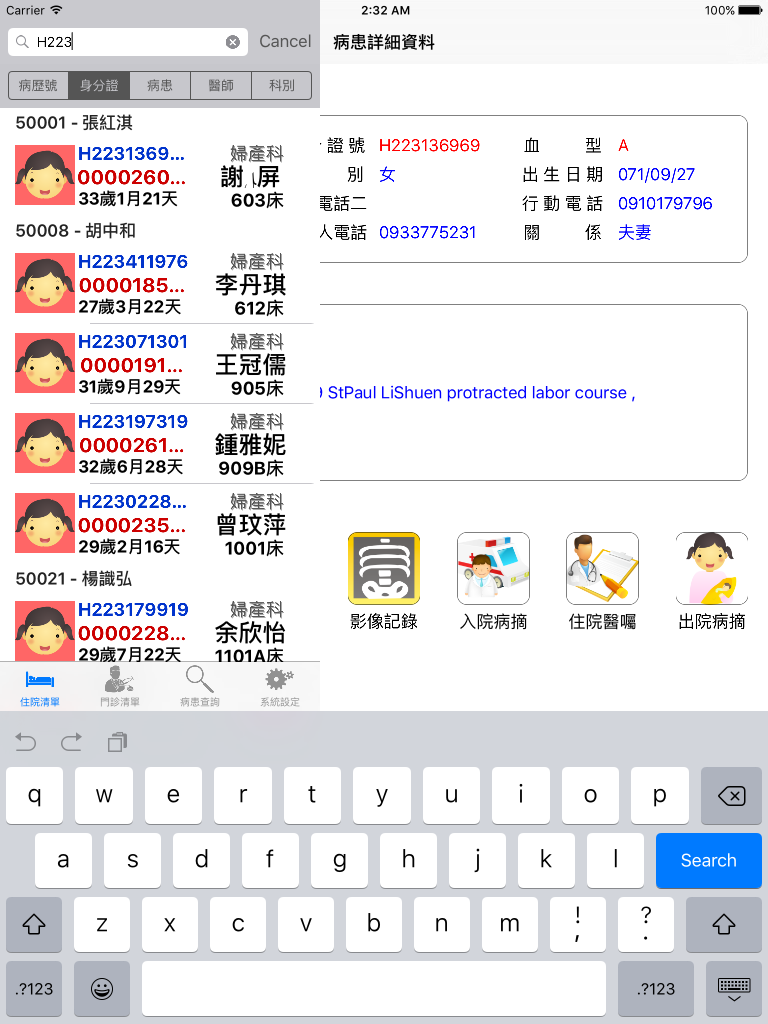 Carrier 2:32 AM 100%
H223 Cancel
病患詳細資料
病歷號 身分證 病患 醫師 科別
50001 - 張紅淇
H2231369... 婦產科
0000260... 謝 屏
33歲1月21天 603床
50008 - 胡中和
H223411976 婦產科
0000185... 李丹琪
27歲3月22天 612床
H223071301 婦產科
0000191... 王冠儒
31歲9月29天 905床
H223197319 婦產科
0000261... 鍾雅妮
32歲6月28天 909B床
H2230228... 婦產科
0000235... 曾玟萍
29歲2月16天 1001床
50021 - 楊識弘
H223179919 婦產科
0000228... 余欣怡
29歲7月22天 1101A床
證號 H223136969 血型 A
別 女 出生日期 071/09/27
電話二 行動電話 0910179796
人電話 0933775231 關係 夫妻
StPaul LiShuen protracted labor course ,
影像記錄 入院病摘 住院醫囑 出院病摘
住院清單 門診清單 病患查詢 系統設定
q w e r t y u i o p
a s d f g h j k l Search
z x c v b n m ! , ? .
.?123 .?123